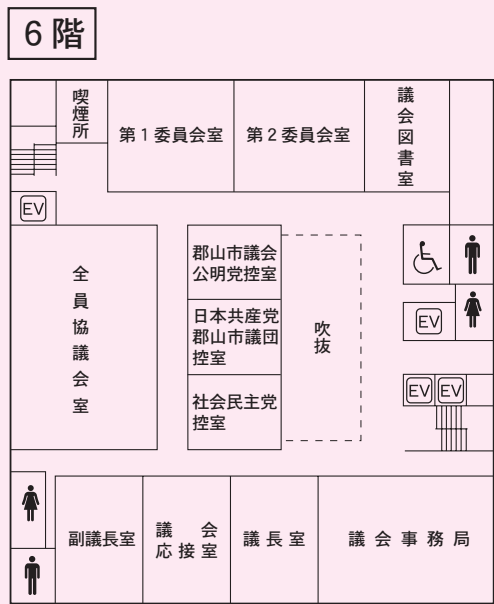 6階
喫煙所
第1委員会室
第2委員会室
議会図書室
EV
全員協議会室
郡山市議会
公明党控室
日本共産党
郡山市議団
控室
社会民主党
控室
吹抜
EV
EV
EV
副議長室
議会
応接室
議長室
議会事務局